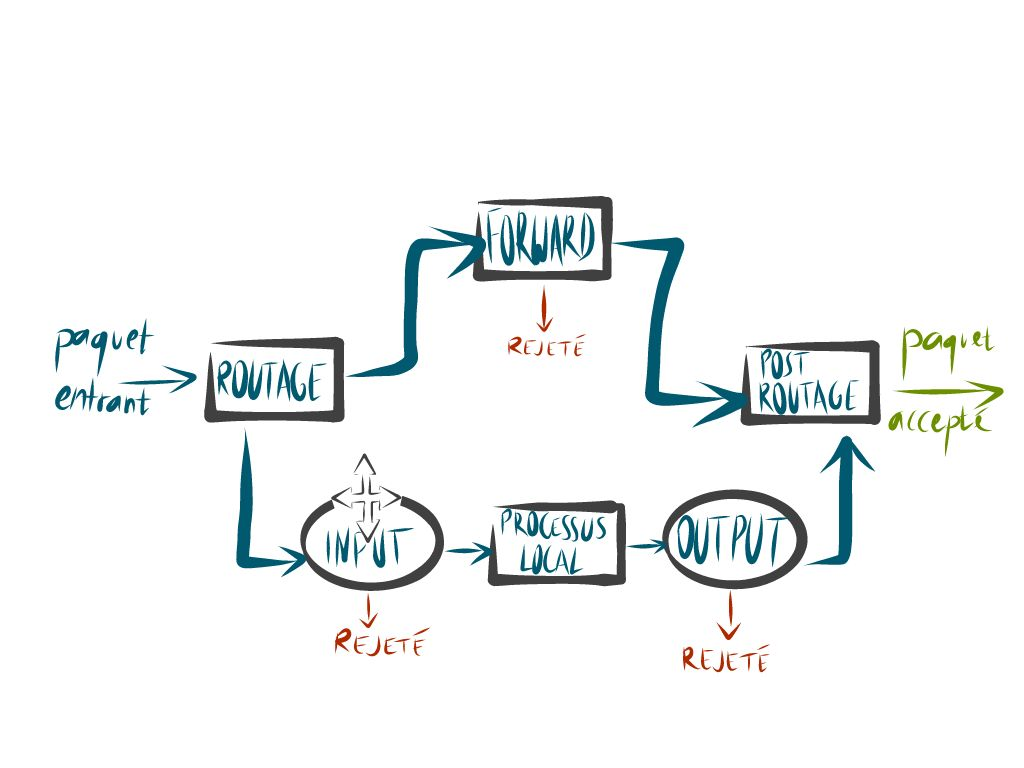 FORWARD
REJETÉ
paquet
entrant
ROUTAGE
POST
ROUTAGE
paquet
accepté
INPUT
PROCESSUS
LOCAL
OUTPUT
REJETÉ
REJETÉ